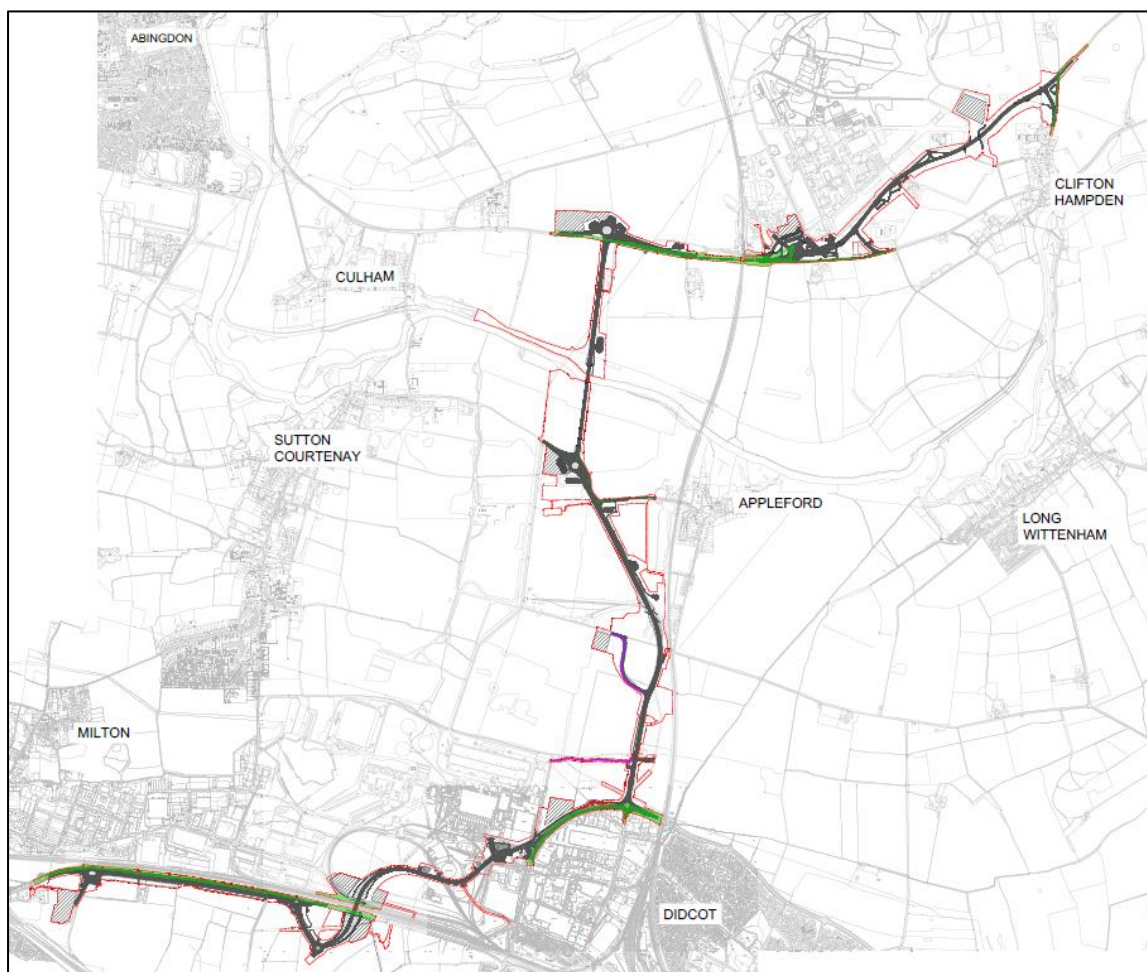 ABINGDON
CLIFTON
HAMPDEN
CULHAM
SUTTON
COURTENAY
APPLEFORD
LONG
WITTENHAM
MILTON
DIDCOT